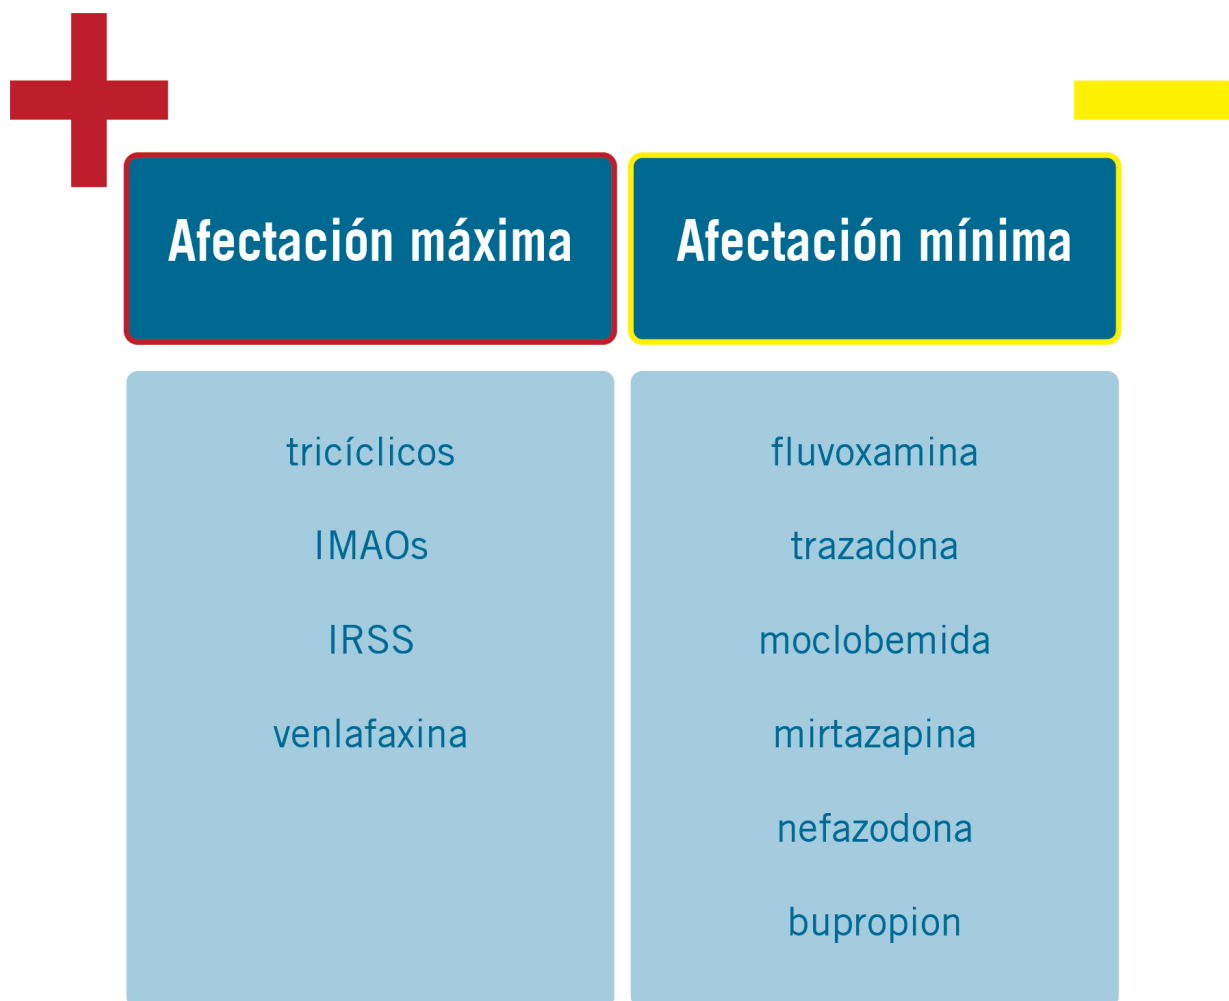 Afectación máxima
Afectación mínima
tricíclicos
IMAOs
IRSS
venlafaxina
fluvoxamina
trazadona
moclobemida
mirtazapina
nefazodona
bupropion